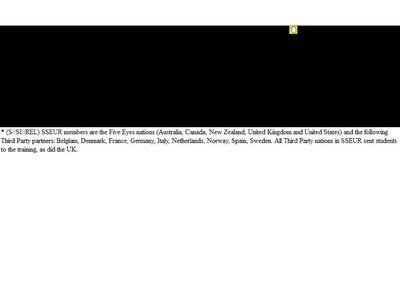 C
* (S//SI//REL) SSEUR members are the Five Eyes nations (Australia, Canada, New Zealand, United Kingdom and United States) and the following
Third Party partners: Belgium, Denmark, France, Germany, Italy, Netherlands, Norway, Spain, Sweden. All Third Party nations in SSEUR sent students
to the training, as did the UK.